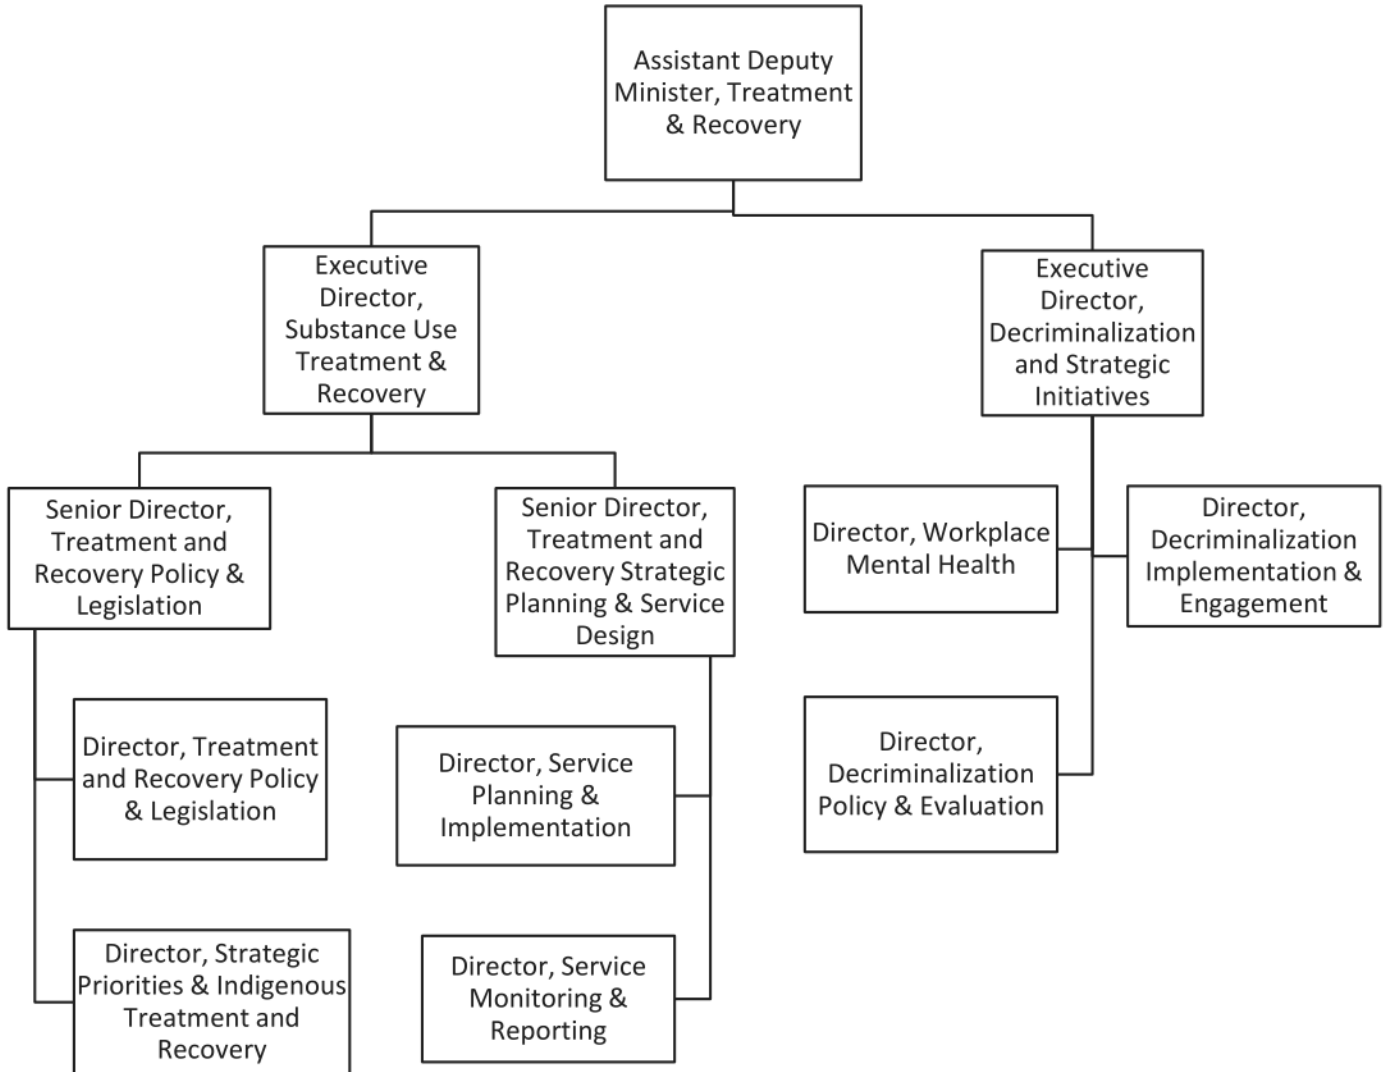 Assistant Deputy
Minister, Treatment
& Recovery
Executive
Director,
Substance Use
Treatment &
Recovery
Executive
Director,
Decriminalization
and Strategic
Initiatives
Senior Director,
Treatment and
Recovery Policy &
Legislation
Senior Director,
Treatment and
Recovery Strategic
Planning & Service
Design
Director, Workplace
Mental Health
Director,
Decriminalization
Implementation &
Engagement
Director, Treatment
and Recovery Policy
& Legislation
Director, Service
Planning &
Implementation
Director,
Decriminalization
Policy & Evaluation
Director, Strategic
Priorities & Indigenous
Treatment and
Recovery
Director, Service
Monitoring &
Reporting